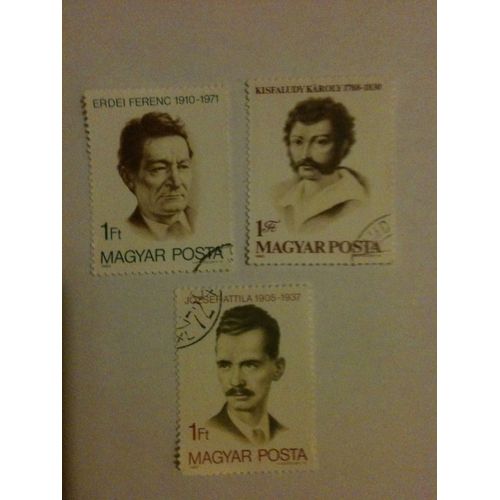 ERDEI FERENC 1910-1971
1Ft
MAGYAR POSTA
KISFALUDY KÁROLY 1788-1830
1Ft
MAGYAR POSTA
JÓZSEF ATTILA 1905-1937
1Ft
MAGYAR POSTA